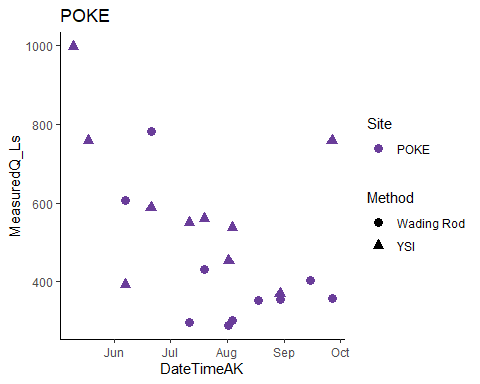 POKE
1000
800
600
400
MeasuredQ_Ls
Jun Jul Aug Sep Oct
DateTimeAK
Site
POKE
Method
Wading Rod
YSI